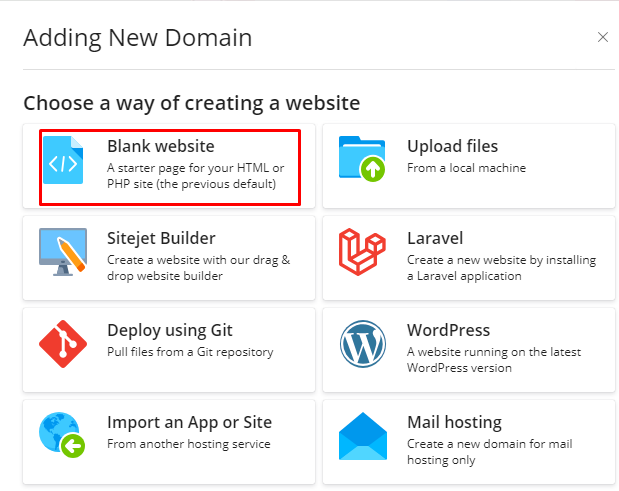 Adding New Domain
Choose a way of creating a website
Blank website
A starter page for your HTML or
PHP site (the previous default)
Upload files
From a local machine
Sitejet Builder
Create a website with our drag &
drop website builder
Laravel
Create a new website by installing
a Laravel application
Deploy using Git
Pull files from a Git repository
WordPress
A website running on the latest
WordPress version
Import an App or Site
From another hosting service
Mail hosting
Create a new domain for mail
hosting only